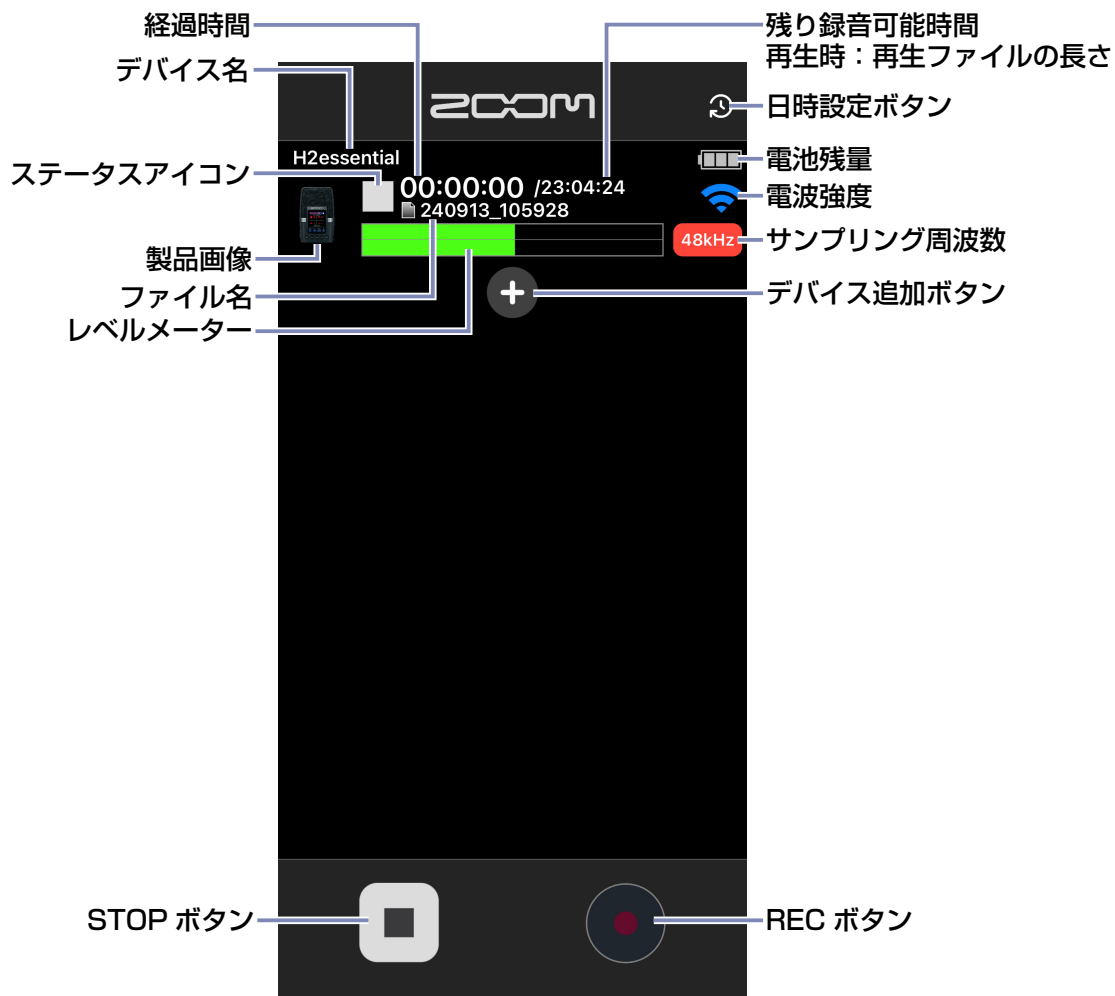 経過時間
残り録音可能時間
再生時：再生ファイルの長さ
デバイス名
ZOOM
日時設定ボタン
H2essential
電池残量
ステータスアイコン
00:00:00 /23:04:24
電波強度
240913_105928
48kHz
サンプリング周波数
製品画像
ファイル名
デバイス追加ボタン
レベルメーター
STOP ボタン
REC ボタン